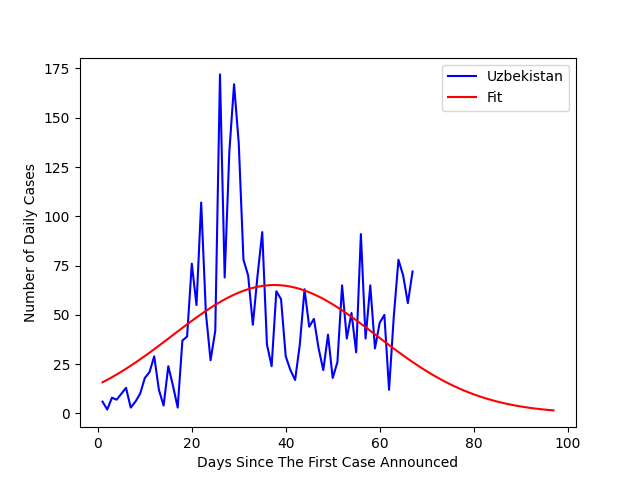 Uzbekistan
Fit
175
150
125
100
75
50
25
0
Number of Daily Cases
0 20 40 60 80 100
Days Since The First Case Announced